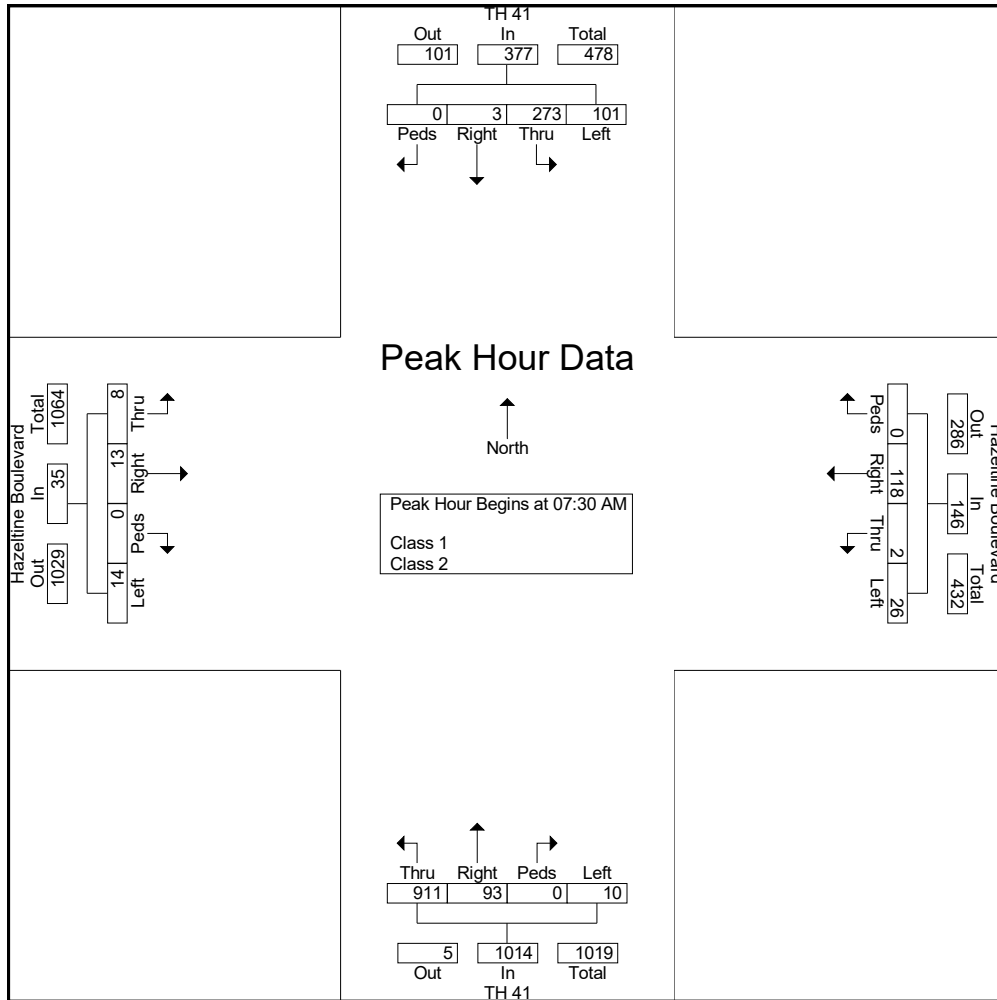 TH 41
Out In Total
101 377 478
0 3 273 101
Peds Right Thru Left
Peak Hour Data
North
Peak Hour Begins at 07:30 AM
Class 1
Class 2
Hazeltine Boulevard
Total In Out
1064 35 1029
8 13 0 14
Thru Right Peds Left
Hazeltine Boulevard
Out In Total
286 146 432
0 118 2 26
Peds Right Thru Left
Thru Right Peds Left
911 93 0 10
5 1014 1019
Out In Total
TH 41